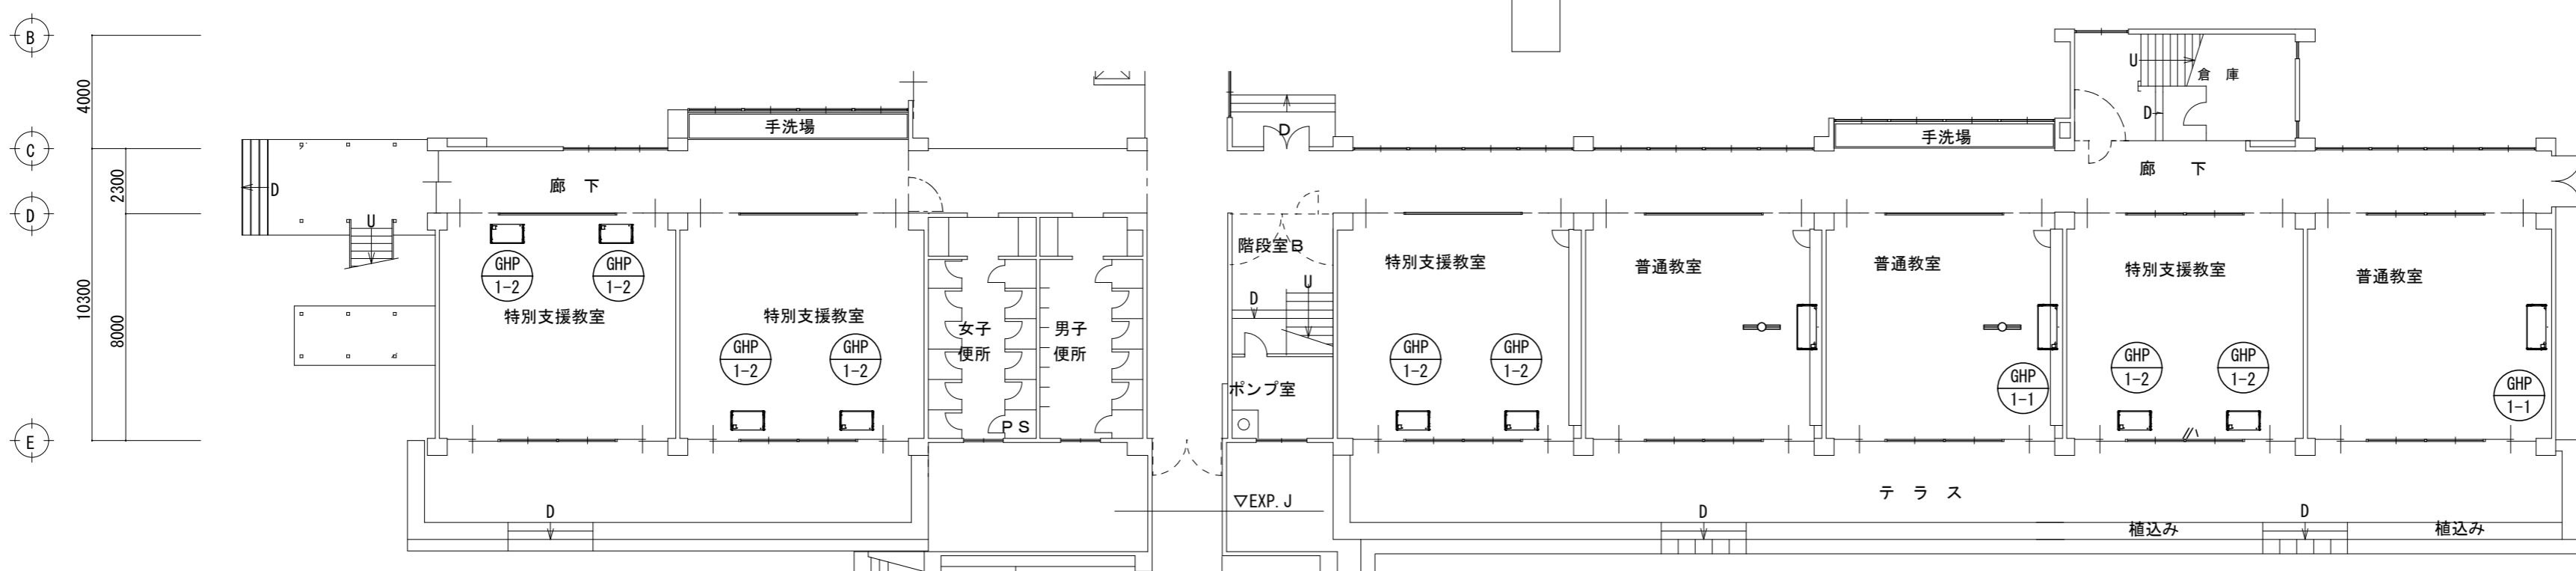 B
C
D
E
4000
2300
10300
8000
手洗場
廊 下
D
U
GHP
1-2
GHP
1-2
特別支援教室
特別支援教室
GHP
1-2
GHP
1-2
女子
便所
男子
便所
PS
D
D
階段室B
U
D
ポンプ室
▽EXP.J
特別支援教室
GHP
1-2
GHP
1-2
普通教室
普通教室
GHP
1-1
手洗場
U
倉 庫
D
廊 下
特別支援教室
GHP
1-2
GHP
1-2
普通教室
GHP
1-1
テ ラ ス
D
植込み
D
植込み